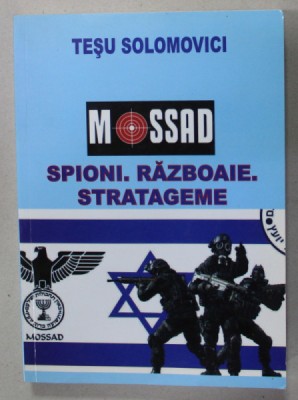 TEŞU SOLOMOVICI
MOSSAD
SPIONI. RĂZBOAIE.
STRATAGEME
MOSSAD